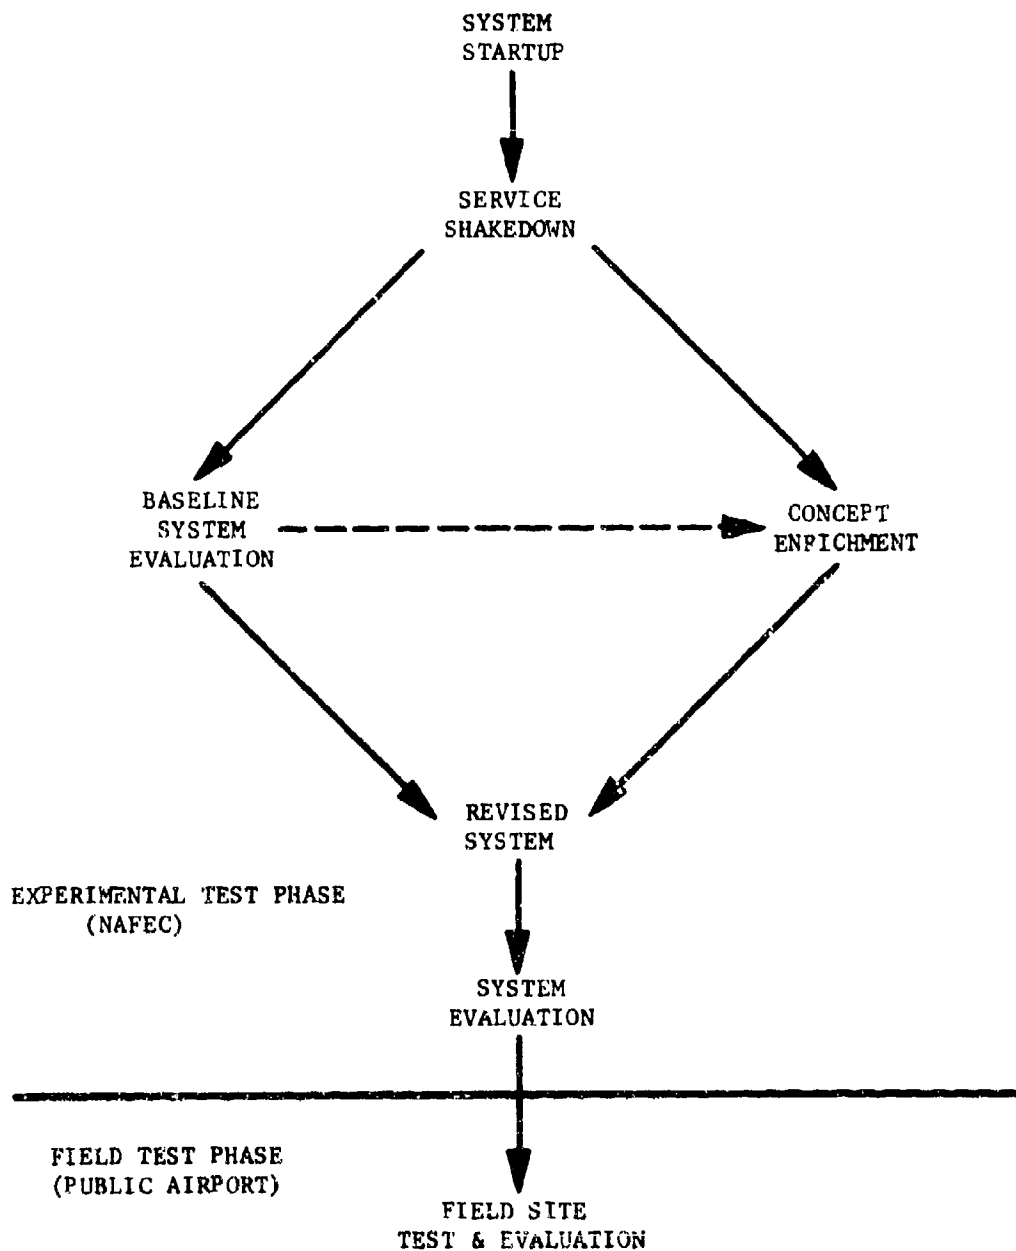 SYSTEM
STARTUP
SERVICE
SHAKEDOWN
BASELINE
SYSTEM
EVALUATION
CONCEPT
ENRICHMENT
REVISED
SYSTEM
EXPERIMENTAL TEST PHASE
(NAFEC)
SYSTEM
EVALUATION
FIELD TEST PHASE
(PUBLIC AIRPORT)
FIELD SITE
TEST & EVALUATION